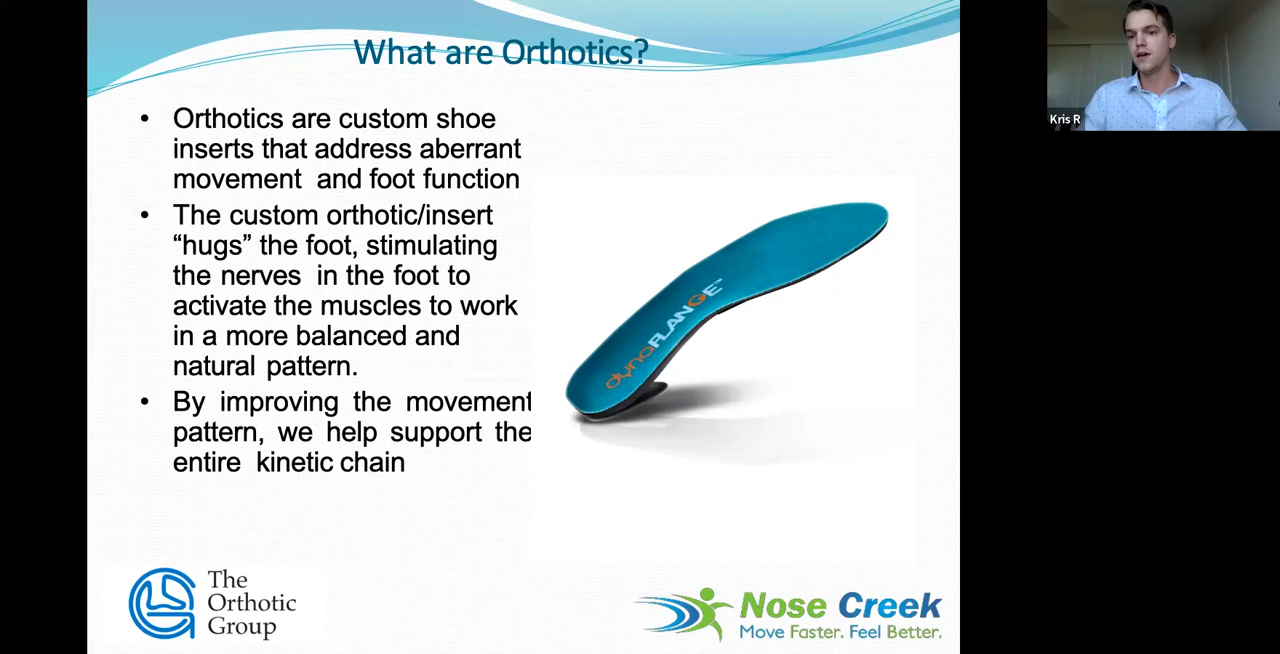 What are Orthotics?
Kris R
• Orthotics are custom shoe
inserts that address aberrant
movement and foot function
• The custom orthotic/insert
“hugs” the foot, stimulating
the nerves in the foot to
activate the muscles to work
in a more balanced and
natural pattern.
• By improving the movement
pattern, we help support the
entire kinetic chain
dynaFLANGE™
The
Orthotic
Group
Nose Creek
Move Faster. Feel Better.